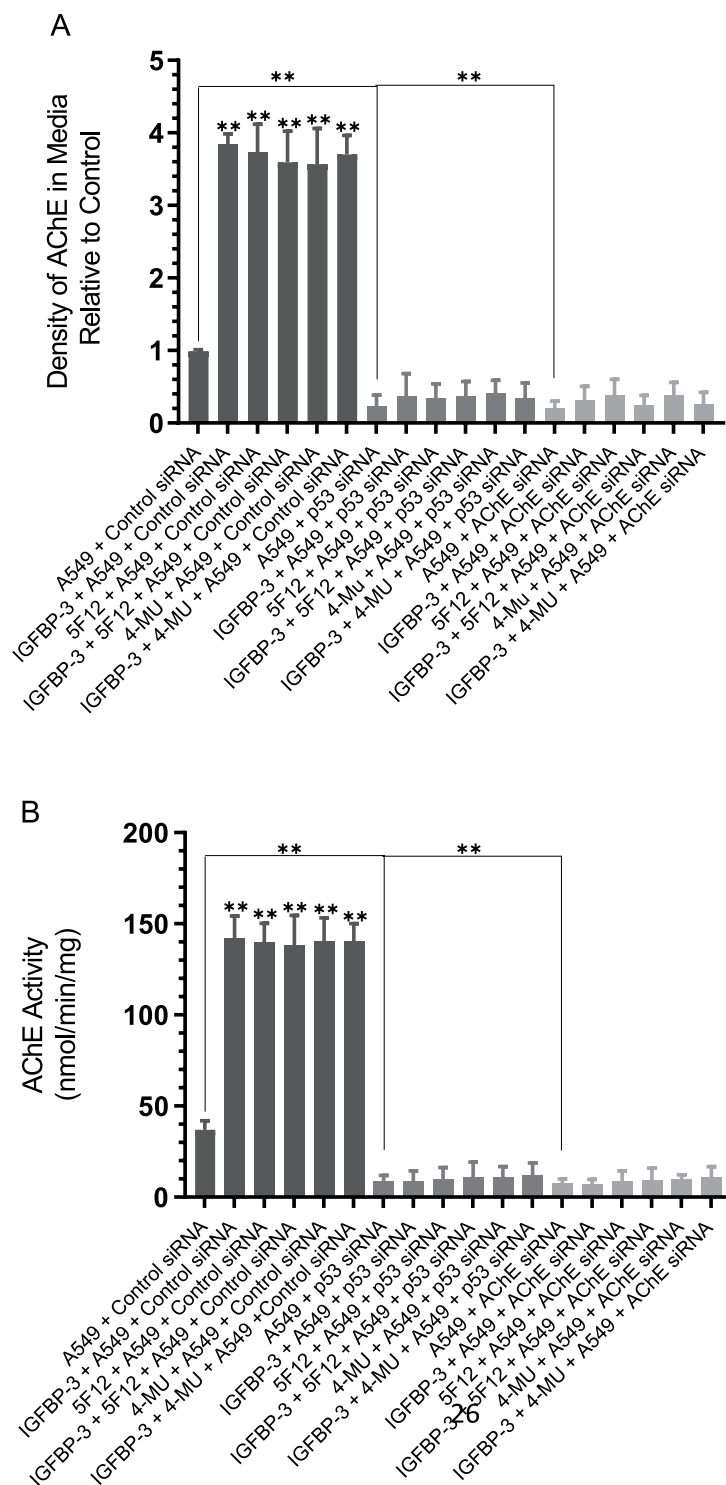 A
Density of AChE in Media
Relative to Control
5
4
3
2
1
0
**
**
** ** ** ** **
A549 + Control siRNA
IGFBP-3 + A549 + Control siRNA
5F12 + A549 + Control siRNA
IGFBP-3 + 5F12 + A549 + Control siRNA
4-MU + A549 + Control siRNA
IGFBP-3 + 4-MU + A549 + Control siRNA
A549 + p53 siRNA
IGFBP-3 + A549 + p53 siRNA
5F12 + A549 + p53 siRNA
IGFBP-3 + 5F12 + A549 + p53 siRNA
4-Mu + A549 + p53 siRNA
IGFBP-3 + 4-MU + A549 + p53 siRNA
A549 + AChE siRNA
IGFBP-3 + A549 + AChE siRNA
5F12 + A549 + AChE siRNA
IGFBP-3 + 5F12 + A549 + AChE siRNA
4-Mu + A549 + AChE siRNA
IGFBP-3 + 4-MU + A549 + AChE siRNA
B
AChE Activity
(nmol/min/mg)
200
150
100
50
0
**
**
** ** ** ** **
A549 + Control siRNA
IGFBP-3 + A549 + Control siRNA
5F12 + A549 + Control siRNA
IGFBP-3 + 5F12 + A549 + Control siRNA
4-MU + A549 + Control siRNA
IGFBP-3 + 4-MU + A549 +Control siRNA
A549 + p53 siRNA
IGFBP-3 + A549 + p53 siRNA
5F12 + A549 + p53 siRNA
IGFBP-3 + 5F12 + A549 + p53 siRNA
4-MU + A549 + p53 siRNA
IGFBP-3 + 4-MU + A549 + p53 siRNA
A549 + AChE siRNA
IGFBP-3 + A549 + AChE siRNA
5F12 + A549 + AChE siRNA
IGFBP-3 + 5F12 + A549 + AChE siRNA
4-MU + A549 + AChE siRNA
IGFBP-3 + 4-MU + A549 + AChE siRNA
26